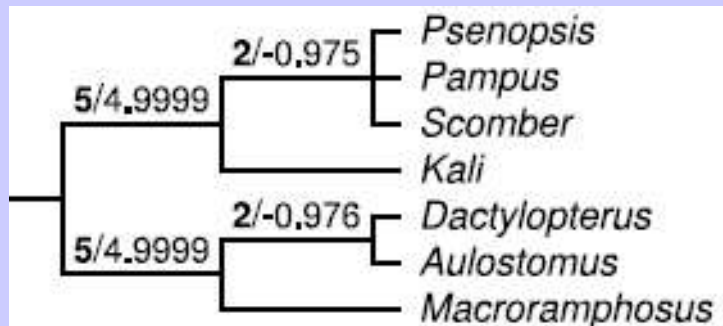 Psenopsis
2/-0.975
Pampus
5/4.9999
Scomber
Kali
Dactylopterus
2/-0.976
Aulostomus
5/4.9999
Macroramphosus